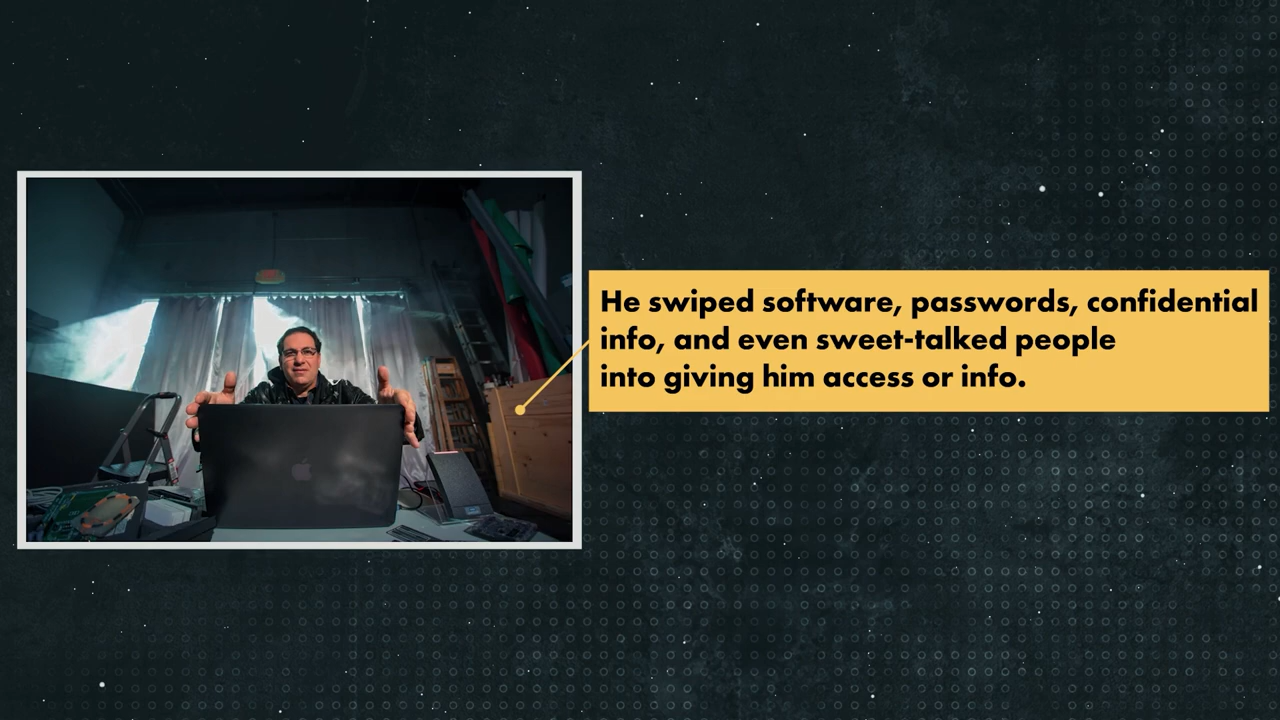 He swiped software, passwords, confidential
info, and even sweet-talked people
into giving him access or info.